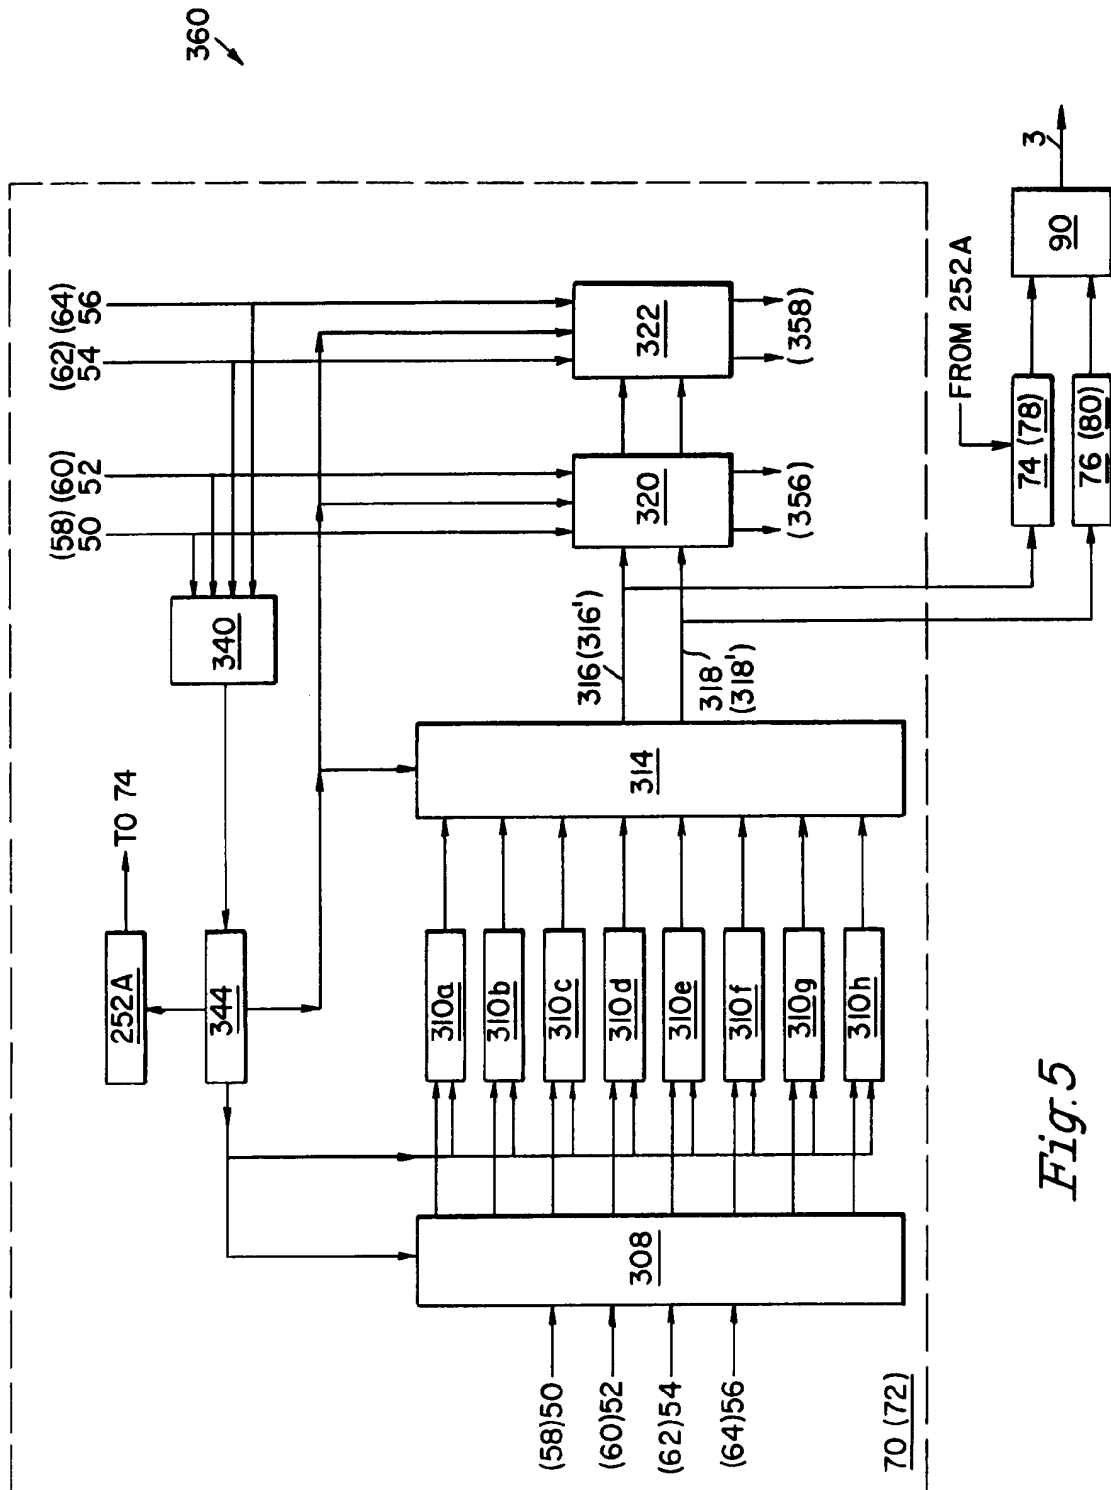 360
(58) (60)
50 52
(62) (64)
54 56
340
TO 74
252A
344
320
322
(356)
(358)
316 (316')
318'
(318')
314
310a
310b
310c
310d
310e
310f
310g
310h
308
(58)50
(60)52
(62)54
(64)56
70 (72)
FROM 252A
74 (78)
76 (80)
90
3
Fig. 5